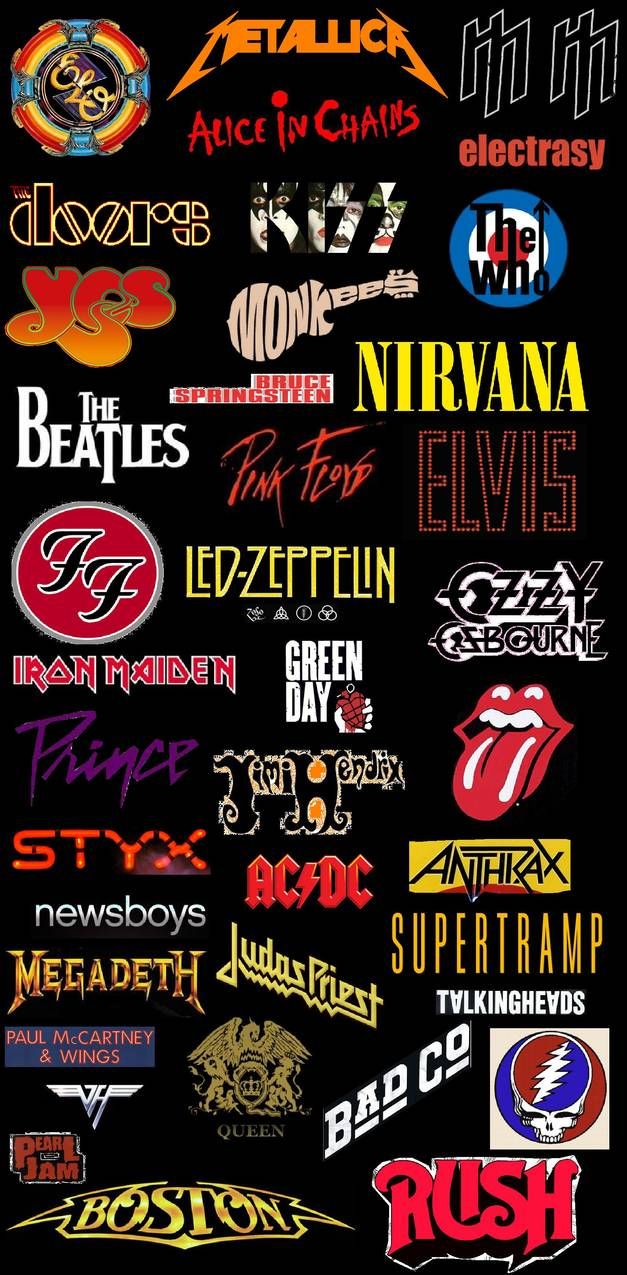 ELO
METALLICA
ALICE IN CHAINS
electrasy
THE
doors
KISS
The
who
yes
MONKEES
NIRVANA
BRUCE
SPRINGSTEEN
THE
BEATLES
PINK FLOYD
ELVIS
FF
LED-ZEPPELIN
ZoSo
OZZY
OSBOURNE
IRON MAIDEN
GREEN
DAY
Prince
Jimi Hendrix
STYX
AC DC
ANTHRAX
newsboys
SUPERTRAMP
MEGADETH
Judas Priest
TALKINGHEADS
PAUL McCARTNEY
& WINGS
QUEEN
BAD CO
VH
PEARL
JAM
BOSTON
RUSH